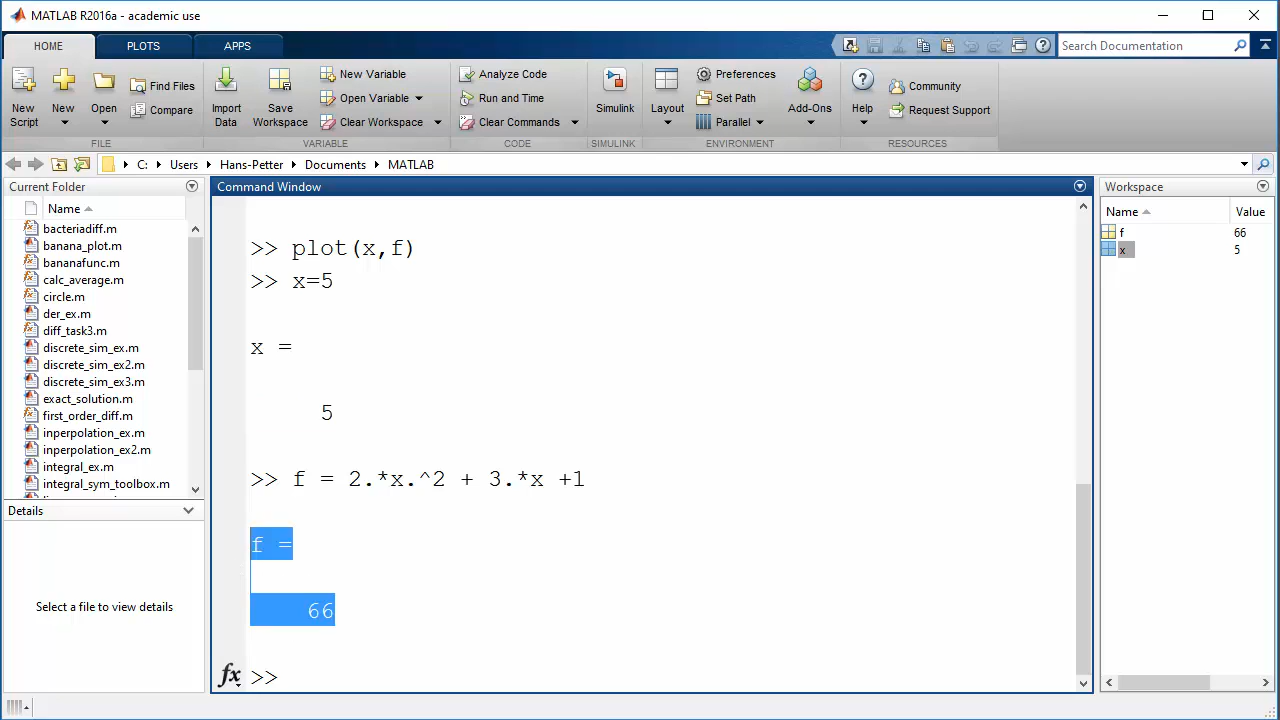 MATLAB R2016a - academic use
HOME PLOTS APPS
Search Documentation
New Script
New
Open
Find Files
Compare
FILE
Import Data
Save Workspace
New Variable
Open Variable
Clear Workspace
VARIABLE
Analyze Code
Run and Time
Clear Commands
CODE
Simulink
SIMULINK
Layout
Preferences
Set Path
Parallel
Add-Ons
ENVIRONMENT
Help
Community
Request Support
RESOURCES
C: Users Hans-Petter Documents MATLAB
Current Folder
Name
bacteriadiff.m
banana_plot.m
bananafunc.m
calc_average.m
circle.m
der_ex.m
diff_task3.m
discrete_sim_ex.m
discrete_sim_ex2.m
discrete_sim_ex3.m
exact_solution.m
first_order_diff.m
inperpolation_ex.m
inperpolation_ex2.m
integral_ex.m
integral_sym_toolbox.m
Details
Select a file to view details
Command Window
>> plot(x,f)
>> x=5
x =
5
>> f = 2.*x.^2 + 3.*x +1
f =
66
fx >>
Workspace
Name Value
f 66
x 5